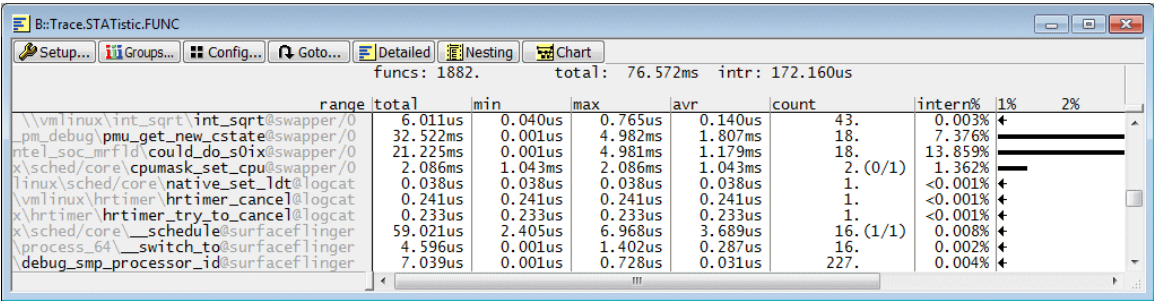 B::Trace.STATistic.FUNC
Setup... Groups... Config... Goto... Detailed Nesting Chart
funcs: 1882. total: 76.572ms intr: 172.160us
range total min max avr count intern% 1% 2%
\\vmlinux\int_sqrt\int_sqrt@swapper/0 6.011us 0.040us 0.765us 0.140us 43. 0.003%
_pm_debug\pmu_get_new_cstate@swapper/0 32.522ms 0.001us 4.982ms 1.807ms 18. 7.376%
ntel_soc_mrfld\could_do_s0ix@swapper/0 21.225ms 0.001us 4.981ms 1.179ms 18. 13.859%
x\sched/core\cpumask_set_cpu@swapper/0 2.086ms 1.043ms 2.086ms 1.043ms 2. (0/1) 1.362%
linux\sched/core\native_set_ldt@logcat 0.038us 0.038us 0.038us 0.038us 1. <0.001%
\vmlinux\hrtimer\hrtimer_cancel@logcat 0.241us 0.241us 0.241us 0.241us 1. <0.001%
x\hrtimer\hrtimer_try_to_cancel@logcat 0.233us 0.233us 0.233us 0.233us 1. <0.001%
x\sched/core\__schedule@surfaceflinger 59.021us 2.405us 6.968us 3.689us 16. (1/1) 0.008%
\process_64\__switch_to@surfaceflinger 4.596us 0.001us 1.402us 0.287us 16. 0.002%
\debug_smp_processor_id@surfaceflinger 7.039us 0.001us 0.728us 0.031us 227. 0.004%